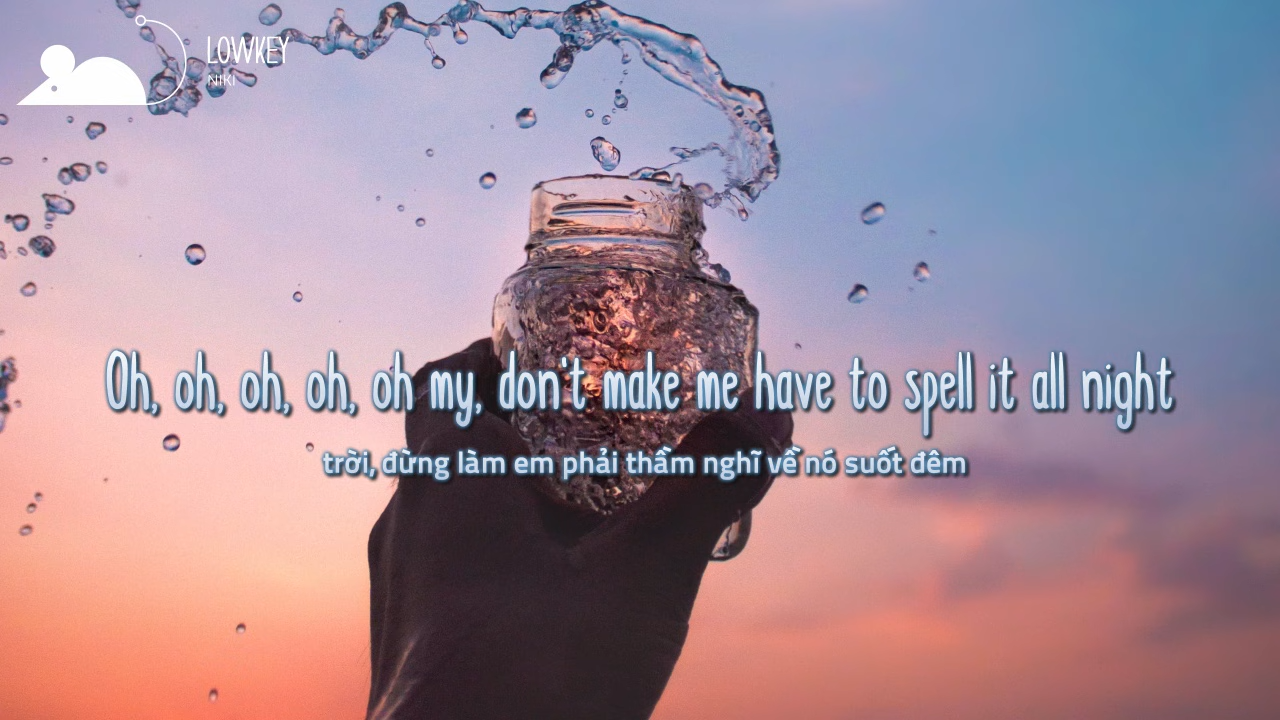 LOWKEY
NIKI
Oh, oh, oh, oh, oh my, don't make me have to spell it all night
trời, đừng làm em phải thầm nghĩ về nó suốt đêm